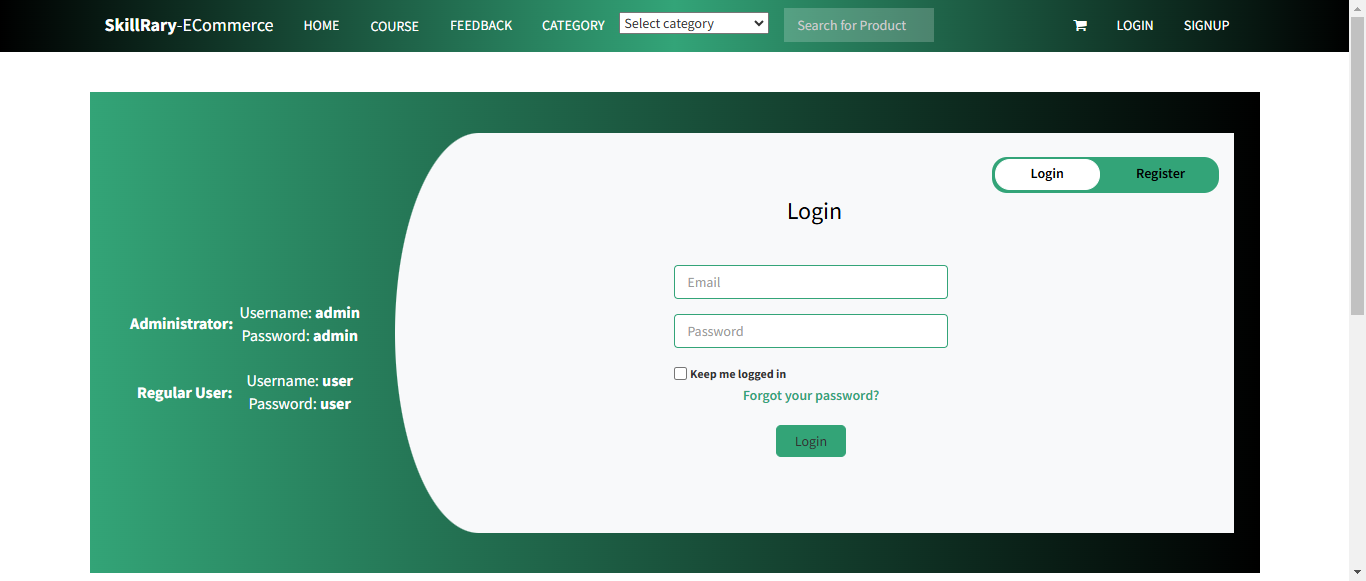 SkillRary-ECommerce HOME COURSE FEEDBACK CATEGORY Select category Search for Product LOGIN SIGNUP
Login Register
Login
Email
Password
Keep me logged in
Forgot your password?
Login
Administrator: Username: admin
Password: admin
Regular User: Username: user
Password: user